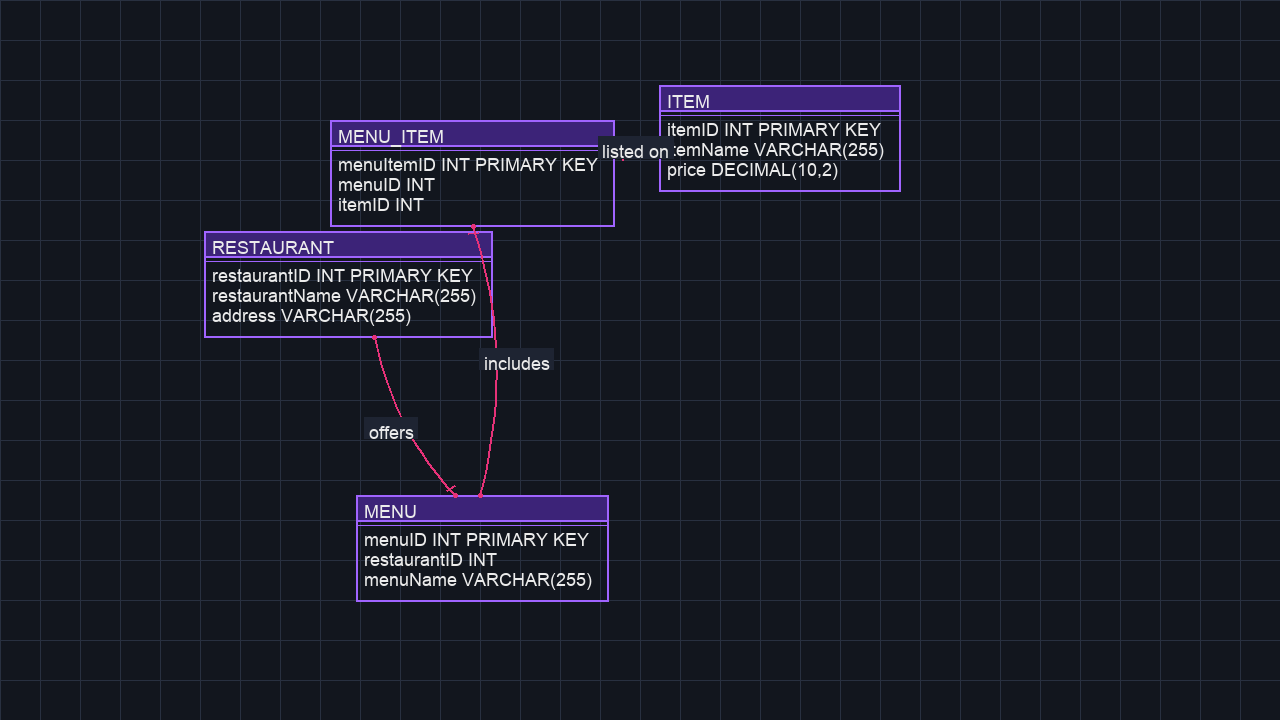 ITEM
itemID INT PRIMARY KEY
temName VARCHAR(255)
price DECIMAL(10,2)
MENU_ITEM
menuItemID INT PRIMARY KEY
menuID INT
itemID INT
listed on
RESTAURANT
restaurantID INT PRIMARY KEY
restaurantName VARCHAR(255)
address VARCHAR(255)
includes
offers
MENU
menuID INT PRIMARY KEY
restaurantID INT
menuName VARCHAR(255)